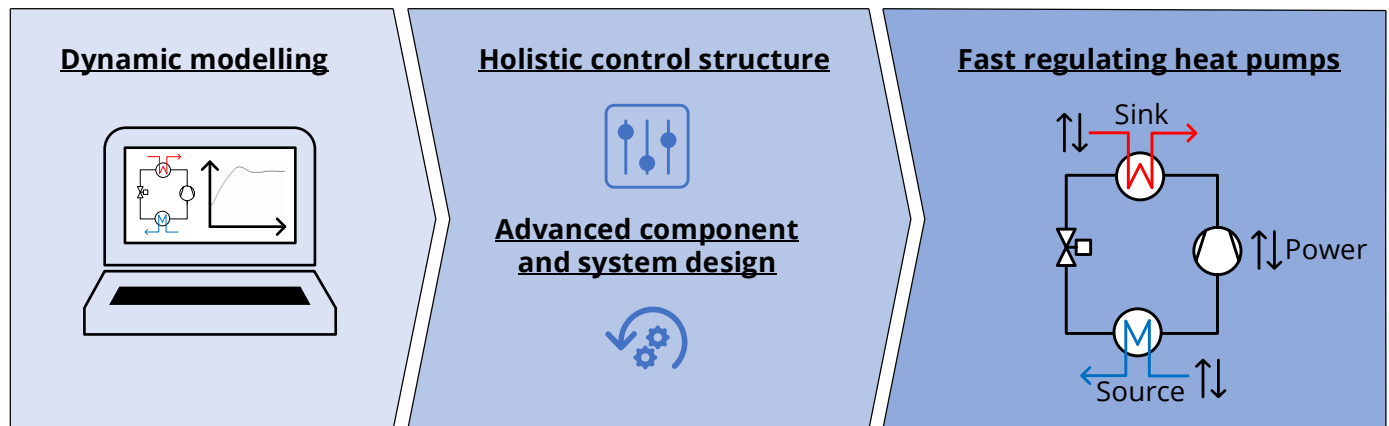 Dynamic modelling
Holistic control structure
Advanced component
and system design
Fast regulating heat pumps
Sink
Power
Source